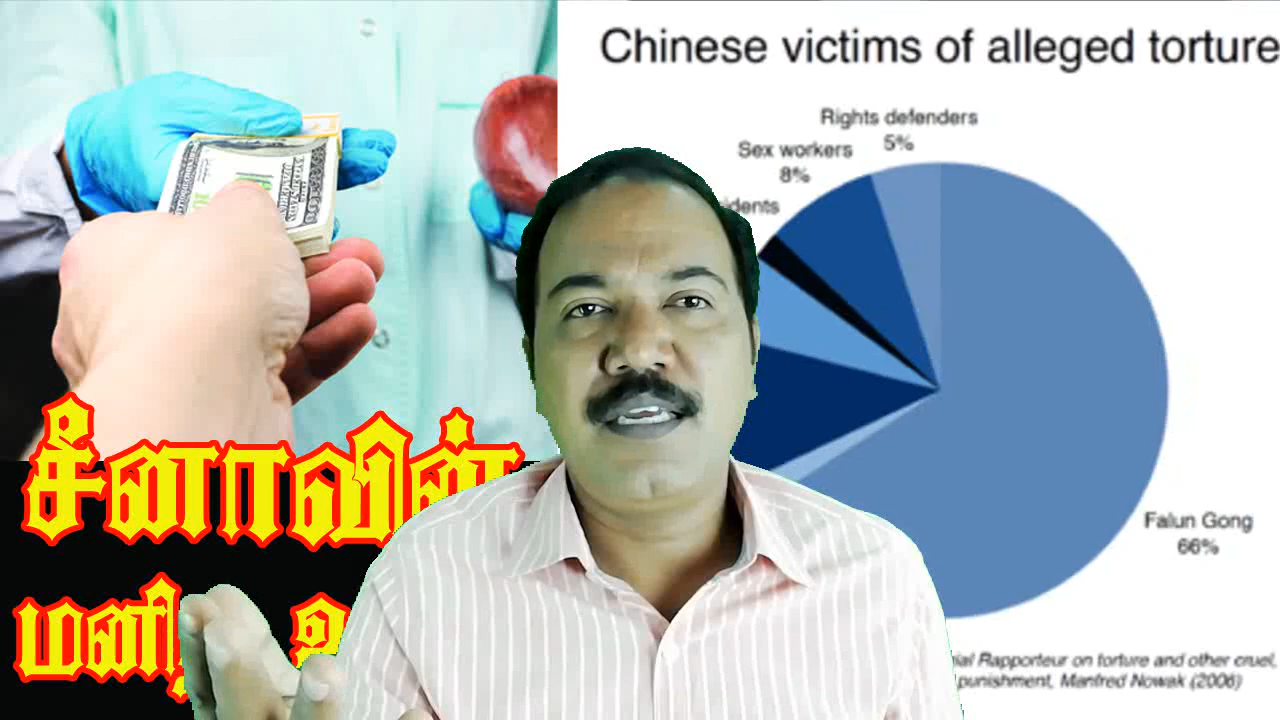 Chinese victims of alleged torture
Rights defenders
5%
Sex workers
8%
Falun Gong
66%
Rapporteur on torture and other cruel,
punishment, Manfred Nowak (2006)
சீனாவின்